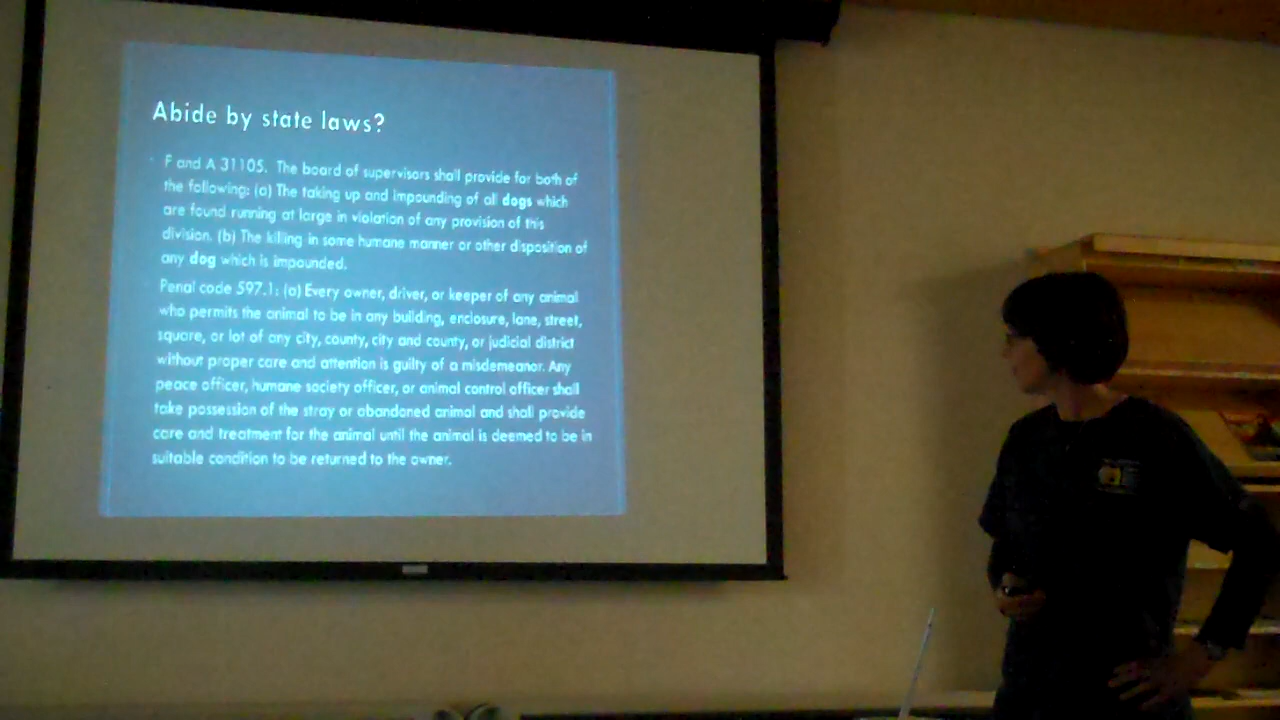 Abide by state laws?
F and A 31105. The board of supervisors shall provide for both of
the following: (a) The taking up and impounding of all dogs which
are found running at large in violation of any provision of this
division. (b) The killing in some humane manner or other disposition of
any dog which is impounded.
Penal code 597.1: (a) Every owner, driver, or keeper of any animal
who permits the animal to be in any building, enclosure, lane, street,
square, or lot of any city, county, city and county, or judicial district
without proper care and attention is guilty of a misdemeanor. Any
peace officer, humane society officer, or animal control officer shall
take possession of the stray or abandoned animal and shall provide
care and treatment for the animal until the animal is deemed to be in
suitable condition to be returned to the owner.